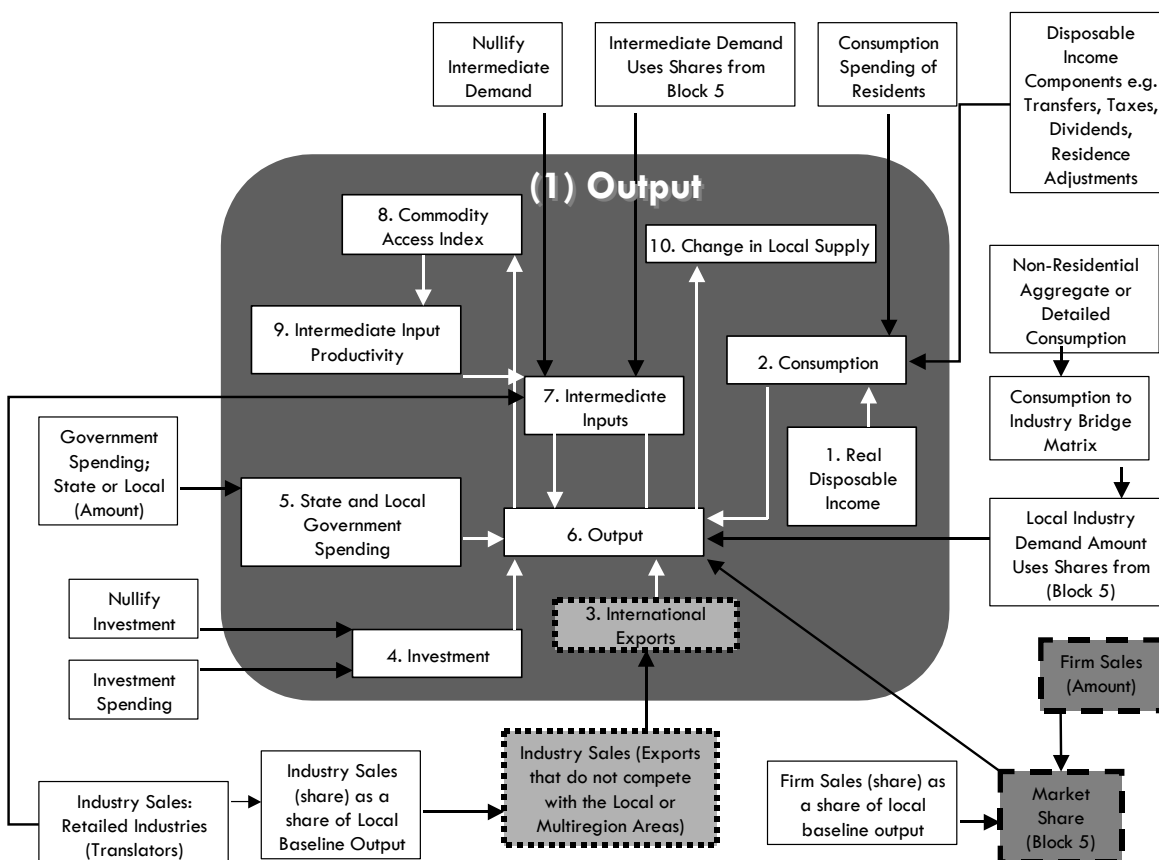 Nullify
Intermediate
Demand
Intermediate Demand
Uses Shares from
Block 5
Consumption
Spending of
Residents
Disposable
Income
Components e.g.
Transfers, Taxes,
Dividends,
Residence
Adjustments
(1) Output
8. Commodity
Access Index
10. Change in Local Supply
9. Intermediate Input
Productivity
2. Consumption
7. Intermediate
Inputs
1. Real
Disposable
Income
Non-Residential
Aggregate or
Detailed
Consumption
Consumption to
Industry Bridge
Matrix
Government
Spending;
State or Local
(Amount)
5. State and Local
Government
Spending
6. Output
Local Industry
Demand Amount
Uses Shares from
(Block 5)
3. International
Exports
Nullify
Investment
4. Investment
Investment
Spending
Firm Sales
(Amount)
Industry Sales:
Retailed Industries
(Translators)
Industry Sales
(share) as a
share of Local
Baseline Output
Industry Sales (Exports
that do not compete
with the Local or
Multiregion Areas)
Firm Sales (share) as
a share of local
baseline output
Market
Share
(Block 5)